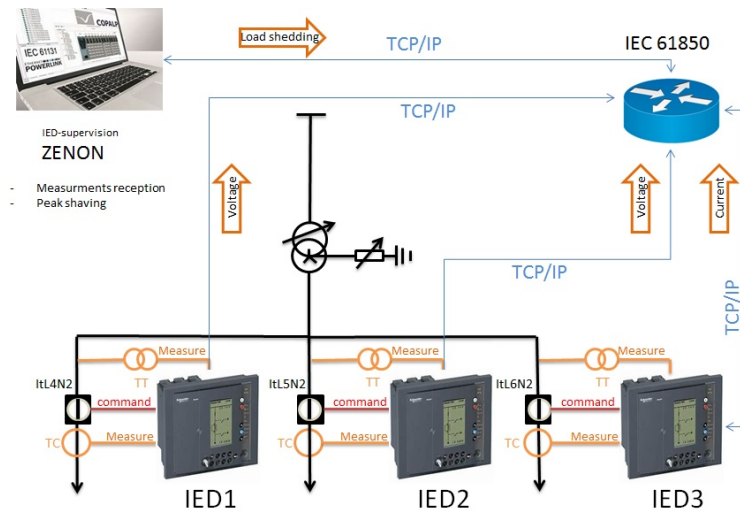 COPALP
IEC 61131
POWERLINK
Load shedding
TCP/IP
IEC 61850
TCP/IP
IED-supervision
ZENON
- Measurments reception
- Peak shaving
Voltage
Voltage
Current
TCP/IP
TCP/IP
Measure
Measure
Measure
TT
TT
TT
ItL4N2
ItL5N2
ItL6N2
command
command
command
TC
Measure
TC
Measure
TC
Measure
IED1
IED2
IED3